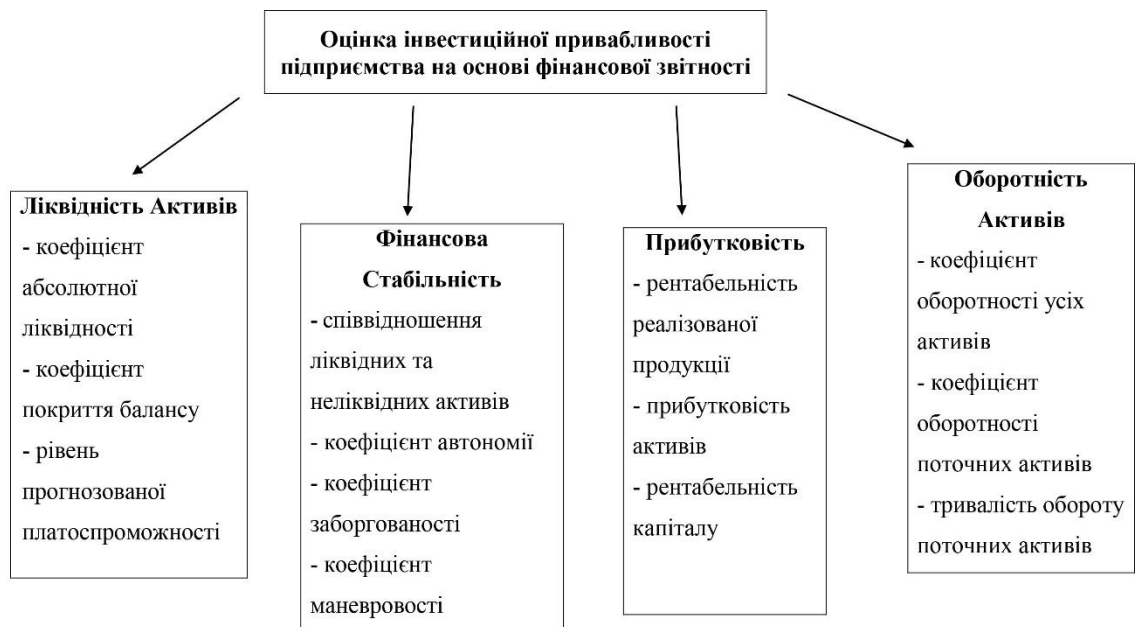 Оцінка інвестиційної привабливості
підприємства на основі фінансової звітності
Ліквідність Активів
- коефіцієнт
абсолютної
ліквідності
- коефіцієнт
покриття балансу
- рівень
прогнозованої
платоспроможності
Фінансова
Стабільність
- співвідношення
ліквідних та
неліквідних активів
- коефіцієнт автономії
- коефіцієнт
заборгованості
- коефіцієнт
маневровості
Прибутковість
- рентабельність
реалізованої
продукції
- прибутковість
активів
- рентабельність
капіталу
Оборотність
Активів
- коефіцієнт
оборотності усіх
активів
- коефіцієнт
оборотності
поточних активів
- тривалість обороту
поточних активів